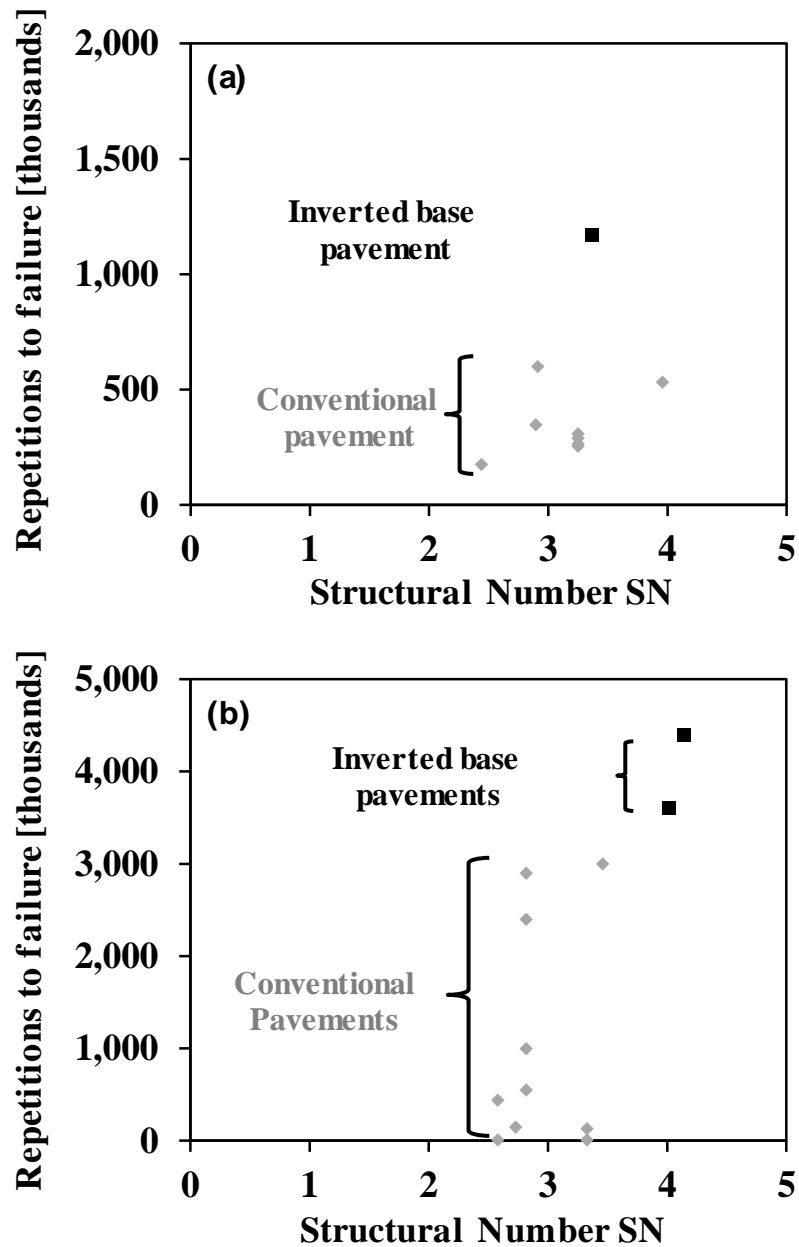 Repetitions to failure [thousands]
2,000
1,500
1,000
500
0
(a)
Inverted base
pavement
Conventional
pavement
0 1 2 3 4 5
Structural Number SN
Repetitions to failure [thousands]
5,000
4,000
3,000
2,000
1,000
0
(b)
Inverted base
pavements
Conventional
Pavements
0 1 2 3 4 5
Structural Number SN